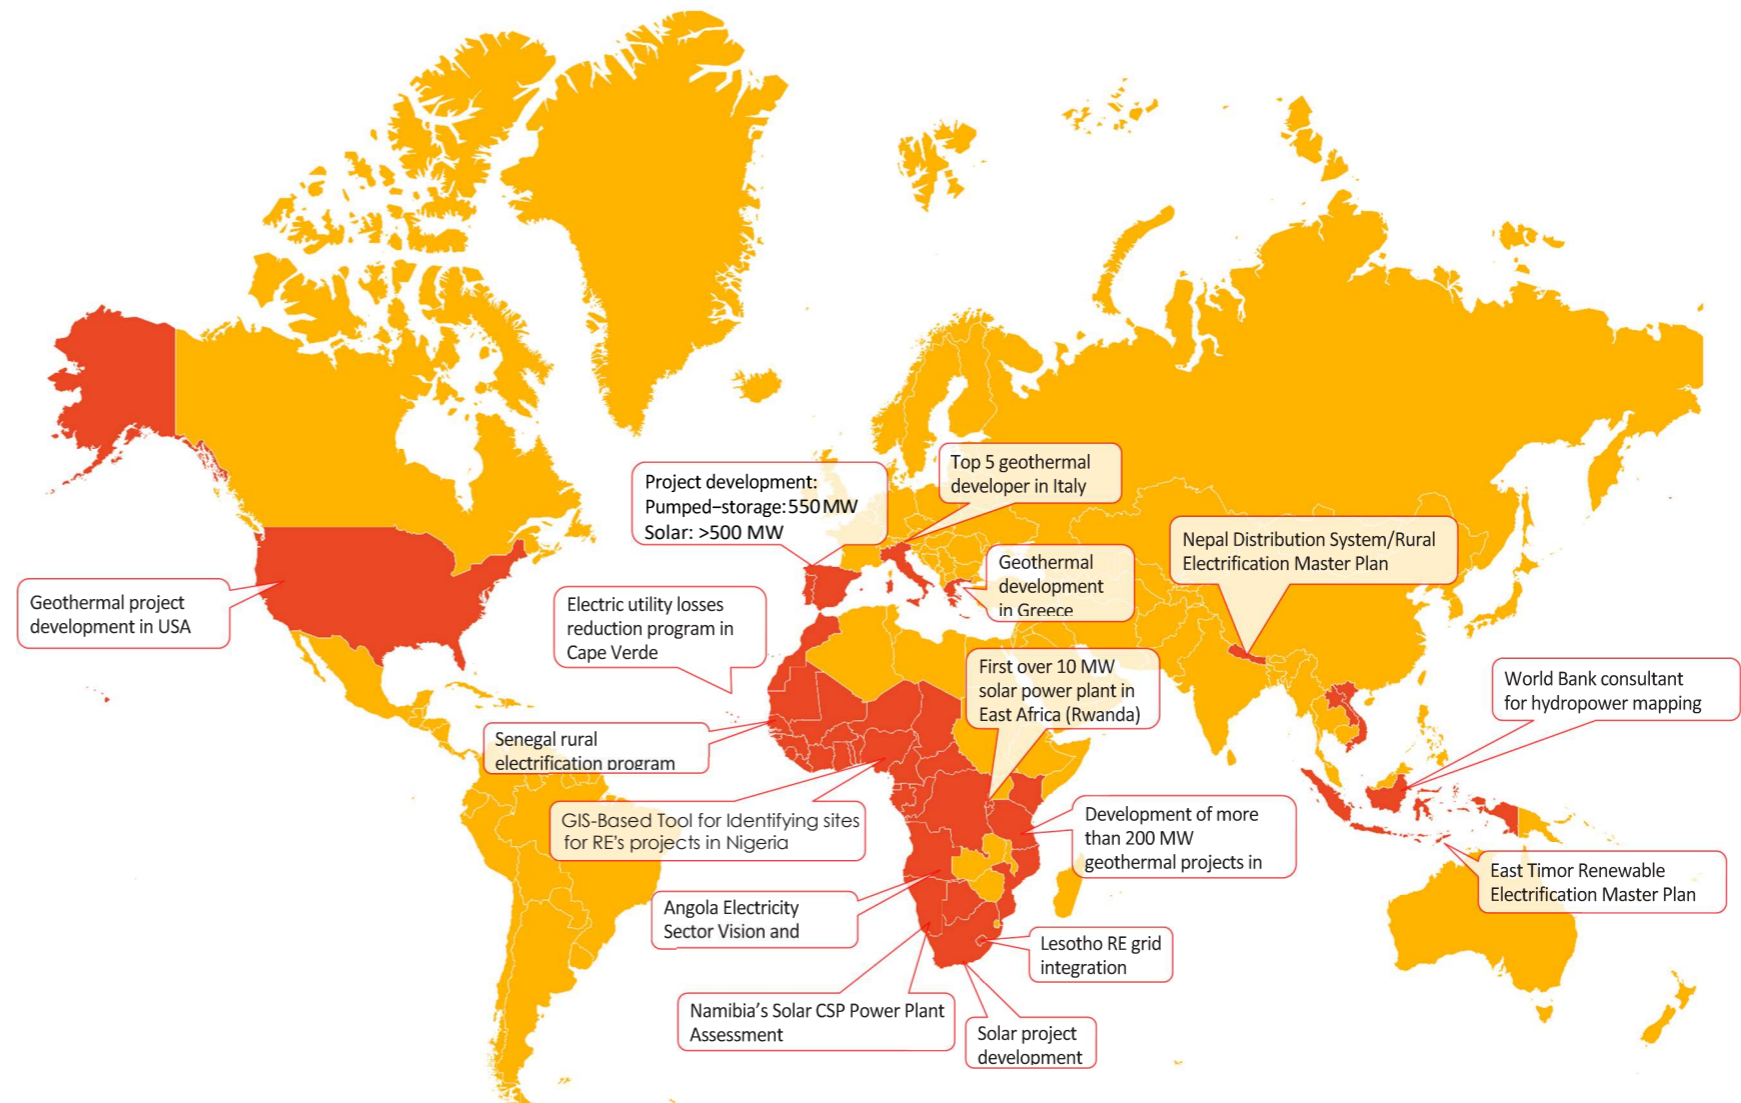 Top 5 geothermal
developer in Italy
Project development:
Pumped–storage: 550 MW
Solar: >500 MW
Nepal Distribution System/Rural
Electrification Master Plan
Geothermal
development
in Greece
Geothermal project
development in USA
Electric utility losses
reduction program in
Cape Verde
First over 10 MW
solar power plant in
East Africa (Rwanda)
World Bank consultant
for hydropower mapping
Senegal rural
electrification program
GIS-Based Tool for Identifying sites
for RE's projects in Nigeria
Development of more
than 200 MW
geothermal projects in
East Timor Renewable
Electrification Master Plan
Angola Electricity
Sector Vision and
Lesotho RE grid
integration
Namibia’s Solar CSP Power Plant
Assessment
Solar project
development